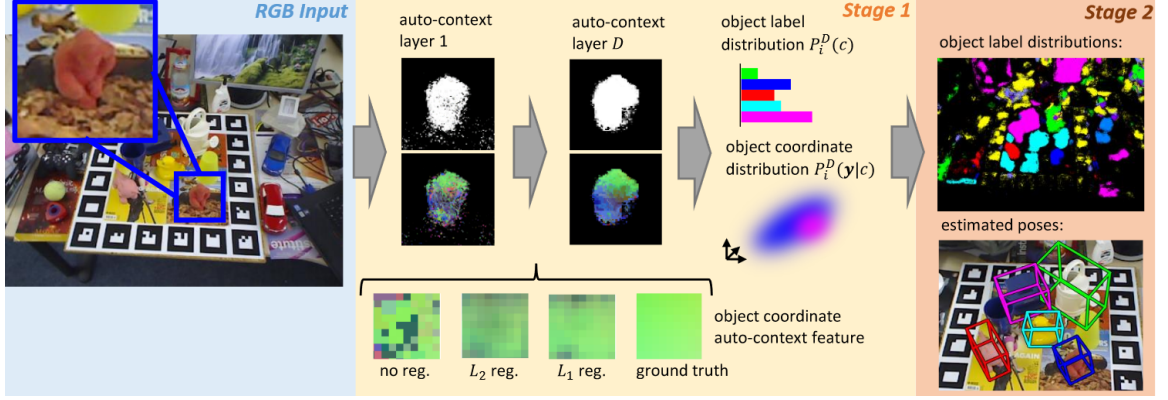 RGB Input
Stage 1
Stage 2
auto-context
layer 1
auto-context
layer D
object label
distribution P_i^D(c)
object coordinate
distribution P_i^D(y|c)
object coordinate
auto-context feature
no reg.
L_2 reg.
L_1 reg.
ground truth
object label distributions:
estimated poses: